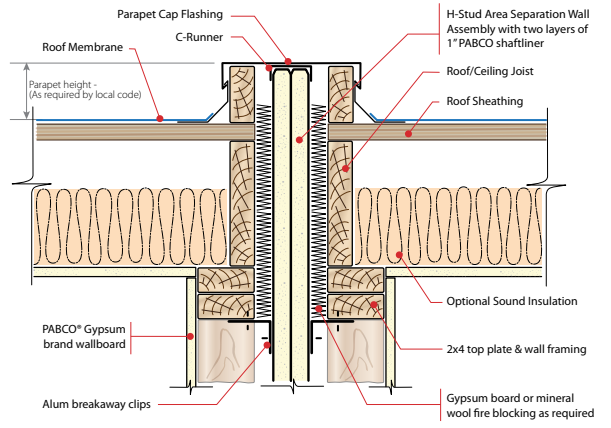 Parapet Cap Flashing
C-Runner
Roof Membrane
Parapet height -
(As required by local code)
H-Stud Area Separation Wall
Assembly with two layers of
1" PABCO shaftliner
Roof/Ceiling Joist
Roof Sheathing
Optional Sound Insulation
PABCO® Gypsum
brand wallboard
2x4 top plate & wall framing
Alum breakaway clips
Gypsum board or mineral
wool fire blocking as required